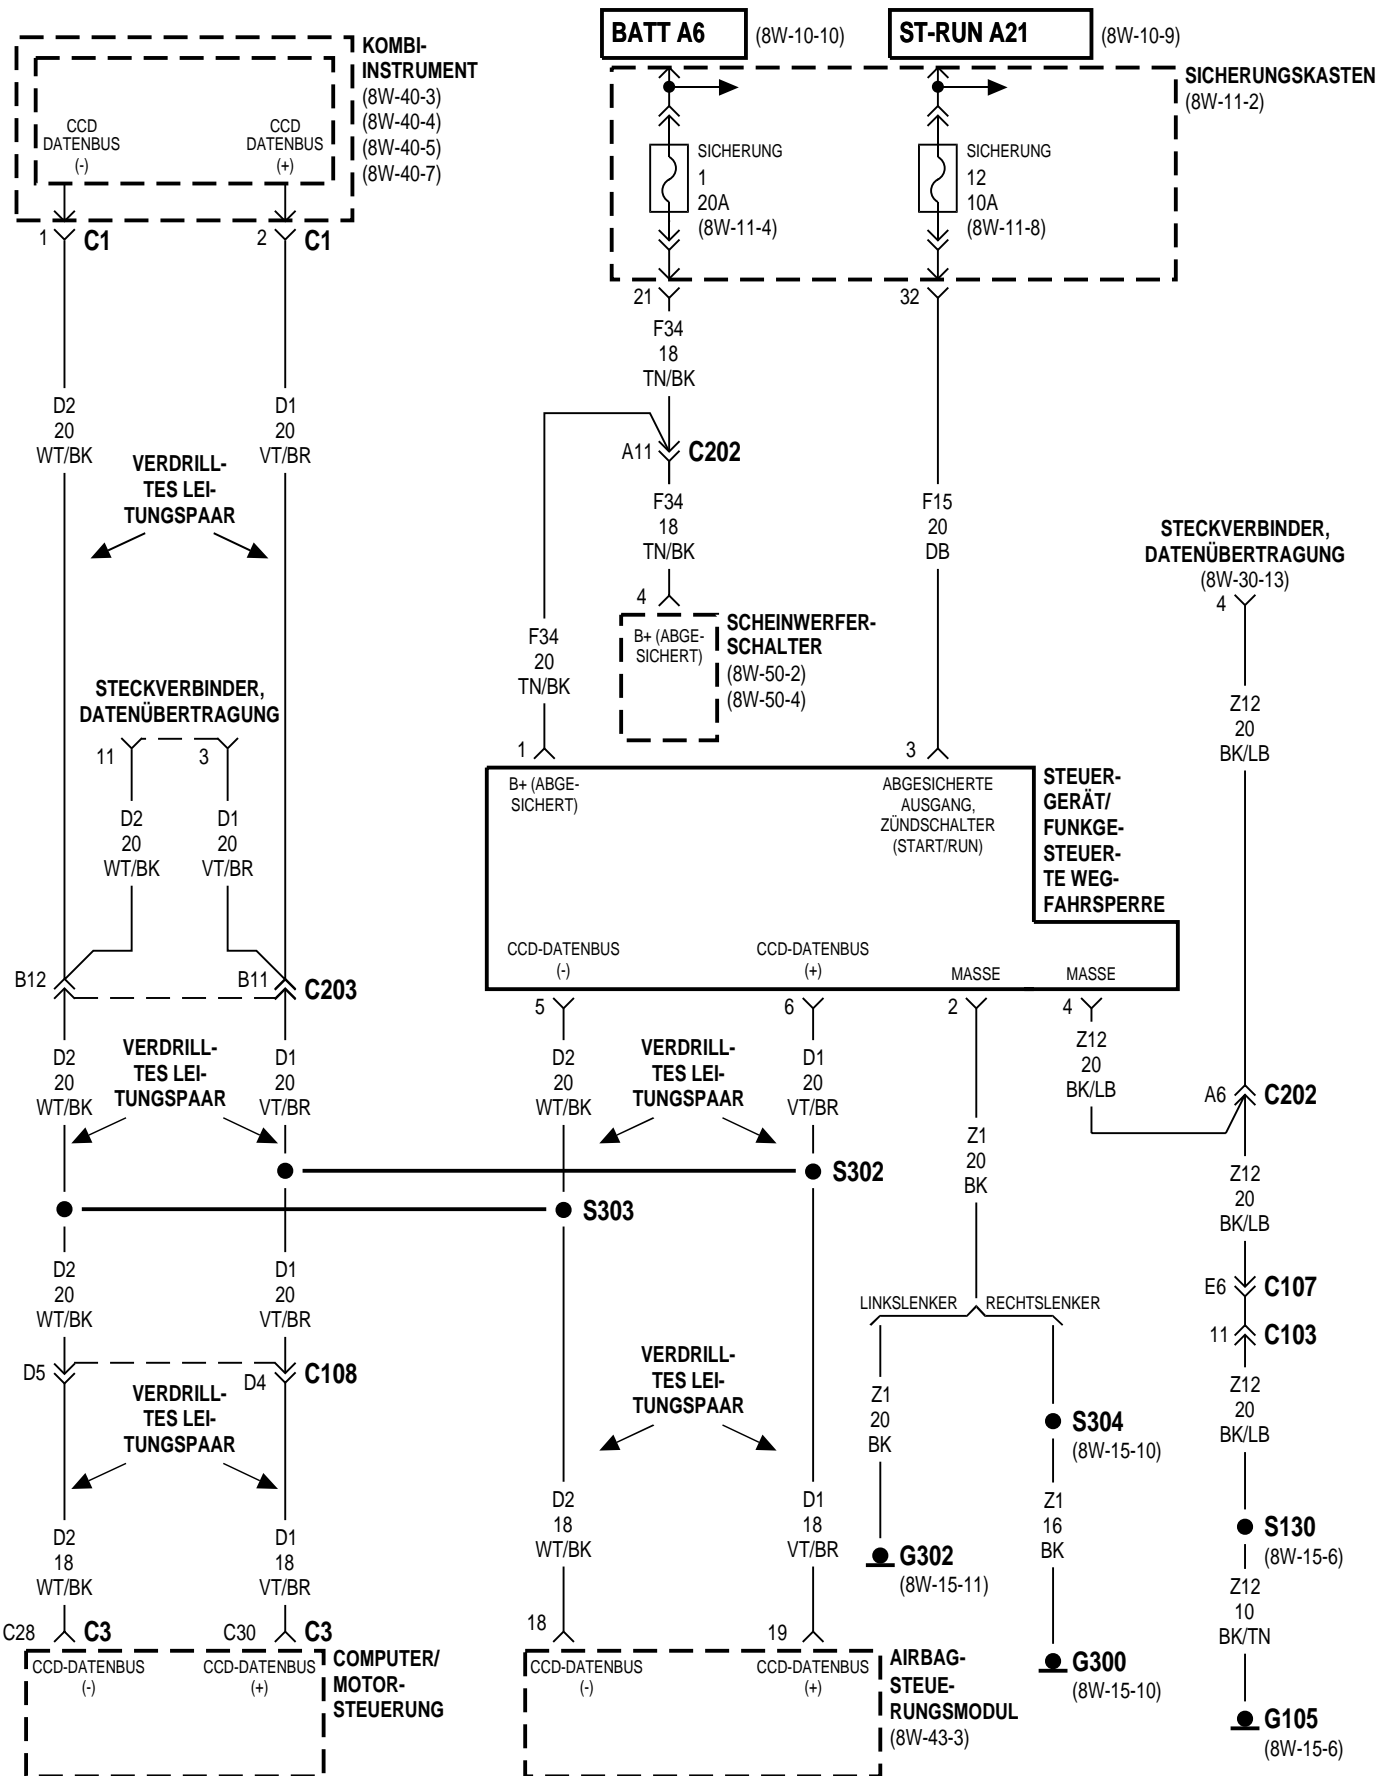 BATT A6
(8W-10-10)
ST-RUN A21
(8W-10-9)
KOMBI-
INSTRUMENT
(8W-40-3)
(8W-40-4)
(8W-40-5)
(8W-40-7)
CCD
DATENBUS
(-)
CCD
DATENBUS
(+)
1
C1
2
C1
SICHERUNGSKASTEN
(8W-11-2)
SICHERUNG
1
20A
(8W-11-4)
SICHERUNG
12
10A
(8W-11-8)
21
32
F34
18
TN/BK
D2
20
WT/BK
D1
20
VT/BR
VERDRILL-
TES LEI-
TUNGSPAAR
A11
C202
F34
18
TN/BK
F15
20
DB
STECKVERBINDER,
DATENÜBERTRAGUNG
(8W-30-13)
4
4
B+ (ABGE-
SICHERT)
SCHEINWERFER-
SCHALTER
(8W-50-2)
(8W-50-4)
F34
20
TN/BK
STECKVERBINDER,
DATENÜBERTRAGUNG
11
3
D2
20
WT/BK
D1
20
VT/BR
Z12
20
BK/LB
1
3
B+ (ABGE-
SICHERT)
ABGESICHERTE
AUSGANG,
ZÜNDSCHALTER
(START/RUN)
STEUER-
GERÄT/
FUNKGE-
STEUER-
TE WEG-
FAHRSPERRE
CCD-DATENBUS
(-)
CCD-DATENBUS
(+)
MASSE
MASSE
B12
B11
C203
5
6
2
4
D2
20
WT/BK
VERDRILL-
TES LEI-
TUNGSPAAR
D1
20
VT/BR
D2
20
WT/BK
VERDRILL-
TES LEI-
TUNGSPAAR
D1
20
VT/BR
Z12
20
BK/LB
A6
C202
Z1
20
BK
S302
S303
Z12
20
BK/LB
D2
20
WT/BK
D1
20
VT/BR
E6
C107
LINKSLENKER
RECHTSLENKER
11
C103
D5
D4
C108
VERDRILL-
TES LEI-
TUNGSPAAR
VERDRILL-
TES LEI-
TUNGSPAAR
Z1
20
BK
S304
(8W-15-10)
Z12
20
BK/LB
D2
18
WT/BK
D1
18
VT/BR
D2
18
WT/BK
D1
18
VT/BR
Z1
16
BK
S130
(8W-15-6)
G302
(8W-15-11)
Z12
10
BK/TN
C28
C3
C30
C3
18
19
CCD-DATENBUS
(-)
CCD-DATENBUS
(+)
COMPUTER/
MOTOR-
STEUERUNG
CCD-DATENBUS
(-)
CCD-DATENBUS
(+)
AIRBAG-
STEUE-
RUNGSMODUL
(8W-43-3)
G300
(8W-15-10)
G105
(8W-15-6)